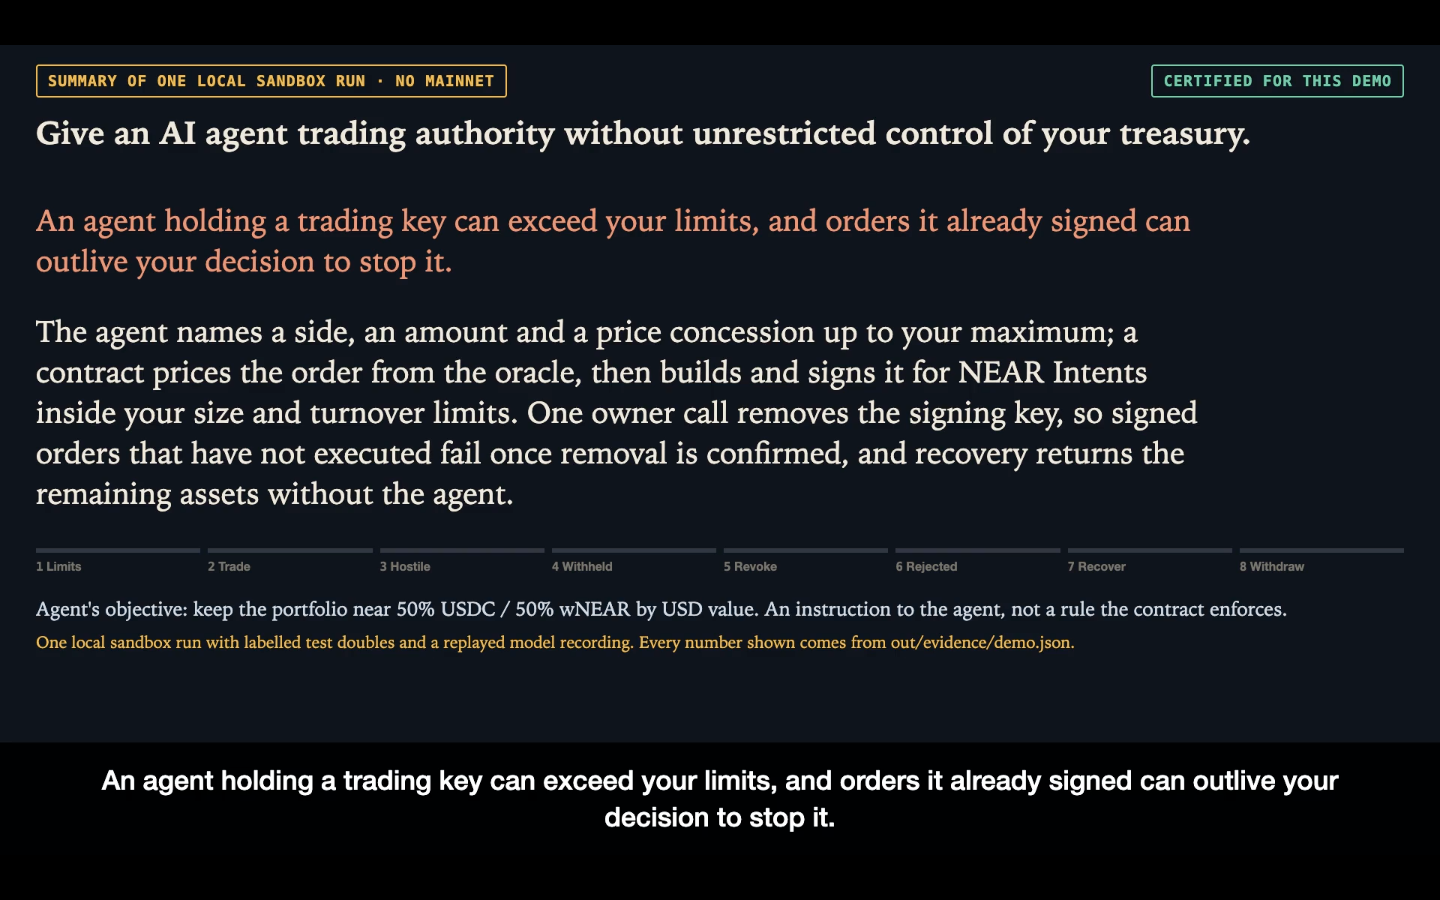 SUMMARY OF ONE LOCAL SANDBOX RUN · NO MAINNET
CERTIFIED FOR THIS DEMO
Give an AI agent trading authority without unrestricted control of your treasury.
An agent holding a trading key can exceed your limits, and orders it already signed can
outlive your decision to stop it.
The agent names a side, an amount and a price concession up to your maximum; a
contract prices the order from the oracle, then builds and signs it for NEAR Intents
inside your size and turnover limits. One owner call removes the signing key, so signed
orders that have not executed fail once removal is confirmed, and recovery returns the
remaining assets without the agent.
1 Limits
2 Trade
3 Hostile
4 Withheld
5 Revoke
6 Rejected
7 Recover
8 Withdraw
Agent's objective: keep the portfolio near 50% USDC / 50% wNEAR by USD value. An instruction to the agent, not a rule the contract enforces.
One local sandbox run with labelled test doubles and a replayed model recording. Every number shown comes from out/evidence/demo.json.
An agent holding a trading key can exceed your limits, and orders it already signed can outlive your
decision to stop it.